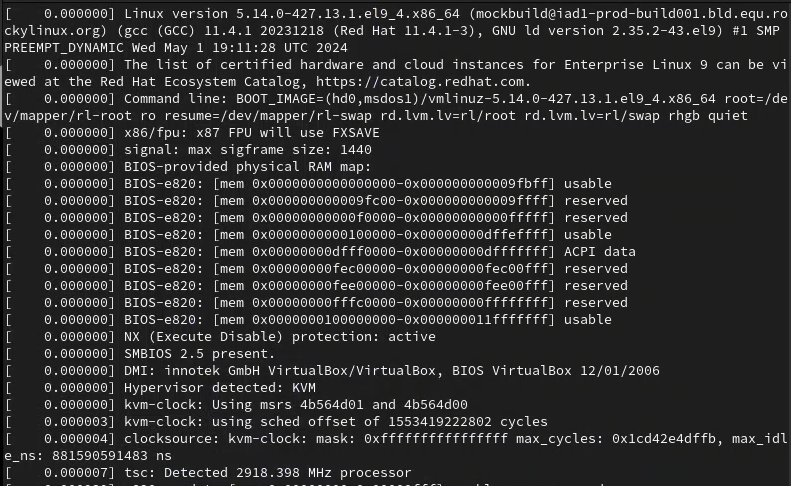 [    0.000000] Linux version 5.14.0-427.13.1.el9_4.x86_64 (mockbuild@iad1-prod-build001.bld.equ.ro
ckylinux.org) (gcc (GCC) 11.4.1 20231218 (Red Hat 11.4.1-3), GNU ld version 2.35.2-43.el9) #1 SMP
PREEMPT_DYNAMIC Wed May 1 19:11:28 UTC 2024
[    0.000000] The list of certified hardware and cloud instances for Enterprise Linux 9 can be vi
ewed at the Red Hat Ecosystem Catalog, https://catalog.redhat.com.
[    0.000000] Command line: BOOT_IMAGE=(hd0,msdos1)/vmlinuz-5.14.0-427.13.1.el9_4.x86_64 root=/de
v/mapper/rl-root ro resume=/dev/mapper/rl-swap rd.lvm.lv=rl/root rd.lvm.lv=rl/swap rhgb quiet
[    0.000000] x86/fpu: x87 FPU will use FXSAVE
[    0.000000] signal: max sigframe size: 1440
[    0.000000] BIOS-provided physical RAM map:
[    0.000000] BIOS-e820: [mem 0x0000000000000000-0x000000000009fbff] usable
[    0.000000] BIOS-e820: [mem 0x000000000009fc00-0x000000000009ffff] reserved
[    0.000000] BIOS-e820: [mem 0x00000000000f0000-0x00000000000fffff] reserved
[    0.000000] BIOS-e820: [mem 0x0000000000100000-0x00000000dffeffff] usable
[    0.000000] BIOS-e820: [mem 0x00000000dfff0000-0x00000000dfffffff] ACPI data
[    0.000000] BIOS-e820: [mem 0x00000000fec00000-0x00000000fec00fff] reserved
[    0.000000] BIOS-e820: [mem 0x00000000fee00000-0x00000000fee00fff] reserved
[    0.000000] BIOS-e820: [mem 0x00000000fffc0000-0x00000000ffffffff] reserved
[    0.000000] BIOS-e820: [mem 0x0000000100000000-0x000000011fffffff] usable
[    0.000000] NX (Execute Disable) protection: active
[    0.000000] SMBIOS 2.5 present.
[    0.000000] DMI: innotek GmbH VirtualBox/VirtualBox, BIOS VirtualBox 12/01/2006
[    0.000000] Hypervisor detected: KVM
[    0.000000] kvm-clock: Using msrs 4b564d01 and 4b564d00
[    0.000003] kvm-clock: using sched offset of 1553419222802 cycles
[    0.000004] clocksource: kvm-clock: mask: 0xffffffffffffffff max_cycles: 0x1cd42e4dffb, max_idl
e_ns: 881590591483 ns
[    0.000007] tsc: Detected 2918.398 MHz processor